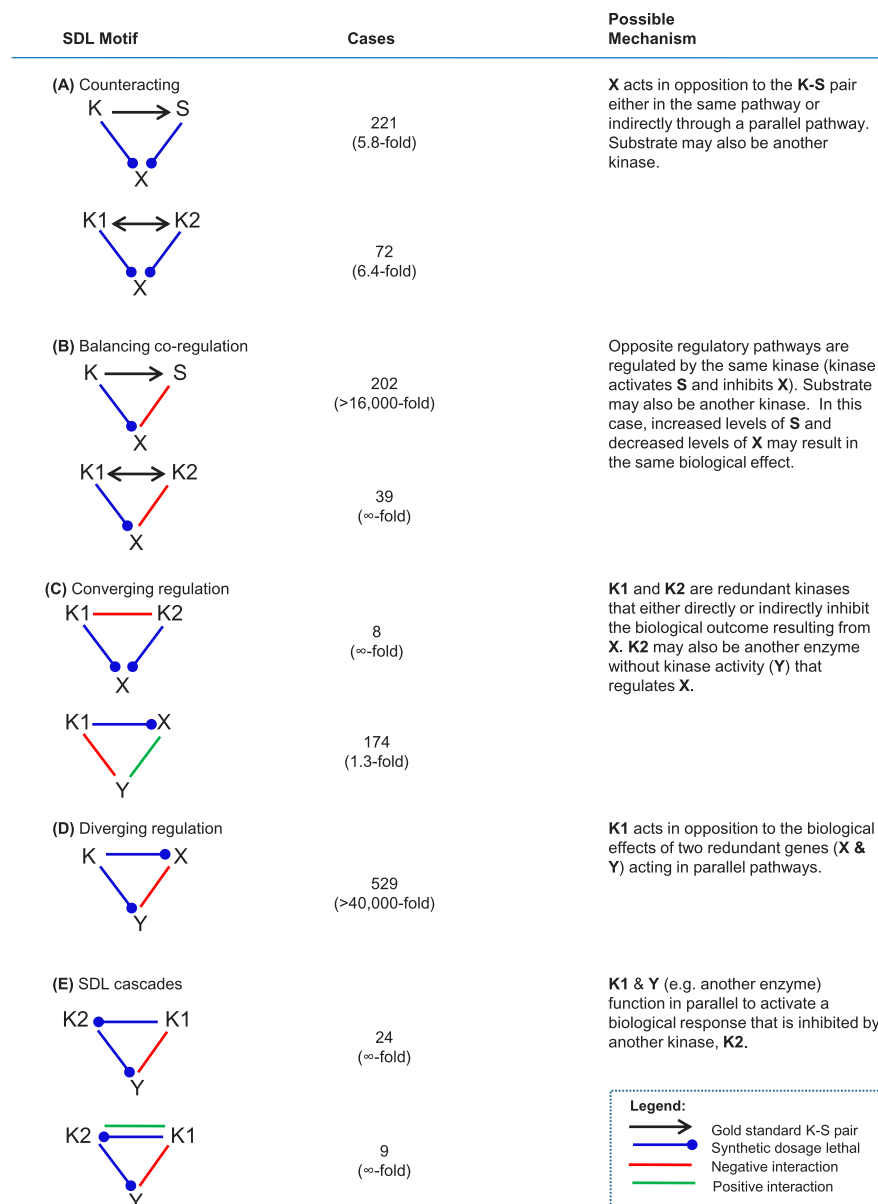 SDL Motif
Cases
Possible
Mechanism
(A) Counteracting
K
S
X
221
(5.8-fold)
X acts in opposition to the K-S pair
either in the same pathway or
indirectly through a parallel pathway.
Substrate may also be another
kinase.
K1
K2
X
72
(6.4-fold)
(B) Balancing co-regulation
K
S
X
202
(>16,000-fold)
Opposite regulatory pathways are
regulated by the same kinase (kinase
activates S and inhibits X). Substrate
may also be another kinase. In this
case, increased levels of S and
decreased levels of X may result in
the same biological effect.
K1
K2
X
39
(∞-fold)
(C) Converging regulation
K1
K2
X
8
(∞-fold)
K1 and K2 are redundant kinases
that either directly or indirectly inhibit
the biological outcome resulting from
X. K2 may also be another enzyme
without kinase activity (Y) that
regulates X.
K1
X
Y
174
(1.3-fold)
(D) Diverging regulation
K
X
Y
529
(>40,000-fold)
K1 acts in opposition to the biological
effects of two redundant genes (X &
Y) acting in parallel pathways.
(E) SDL cascades
K2
K1
Y
24
(∞-fold)
K1 & Y (e.g. another enzyme)
function in parallel to activate a
biological response that is inhibited by
another kinase, K2.
K2
K1
Y
9
(∞-fold)
Legend:
Gold standard K-S pair
Synthetic dosage lethal
Negative interaction
Positive interaction